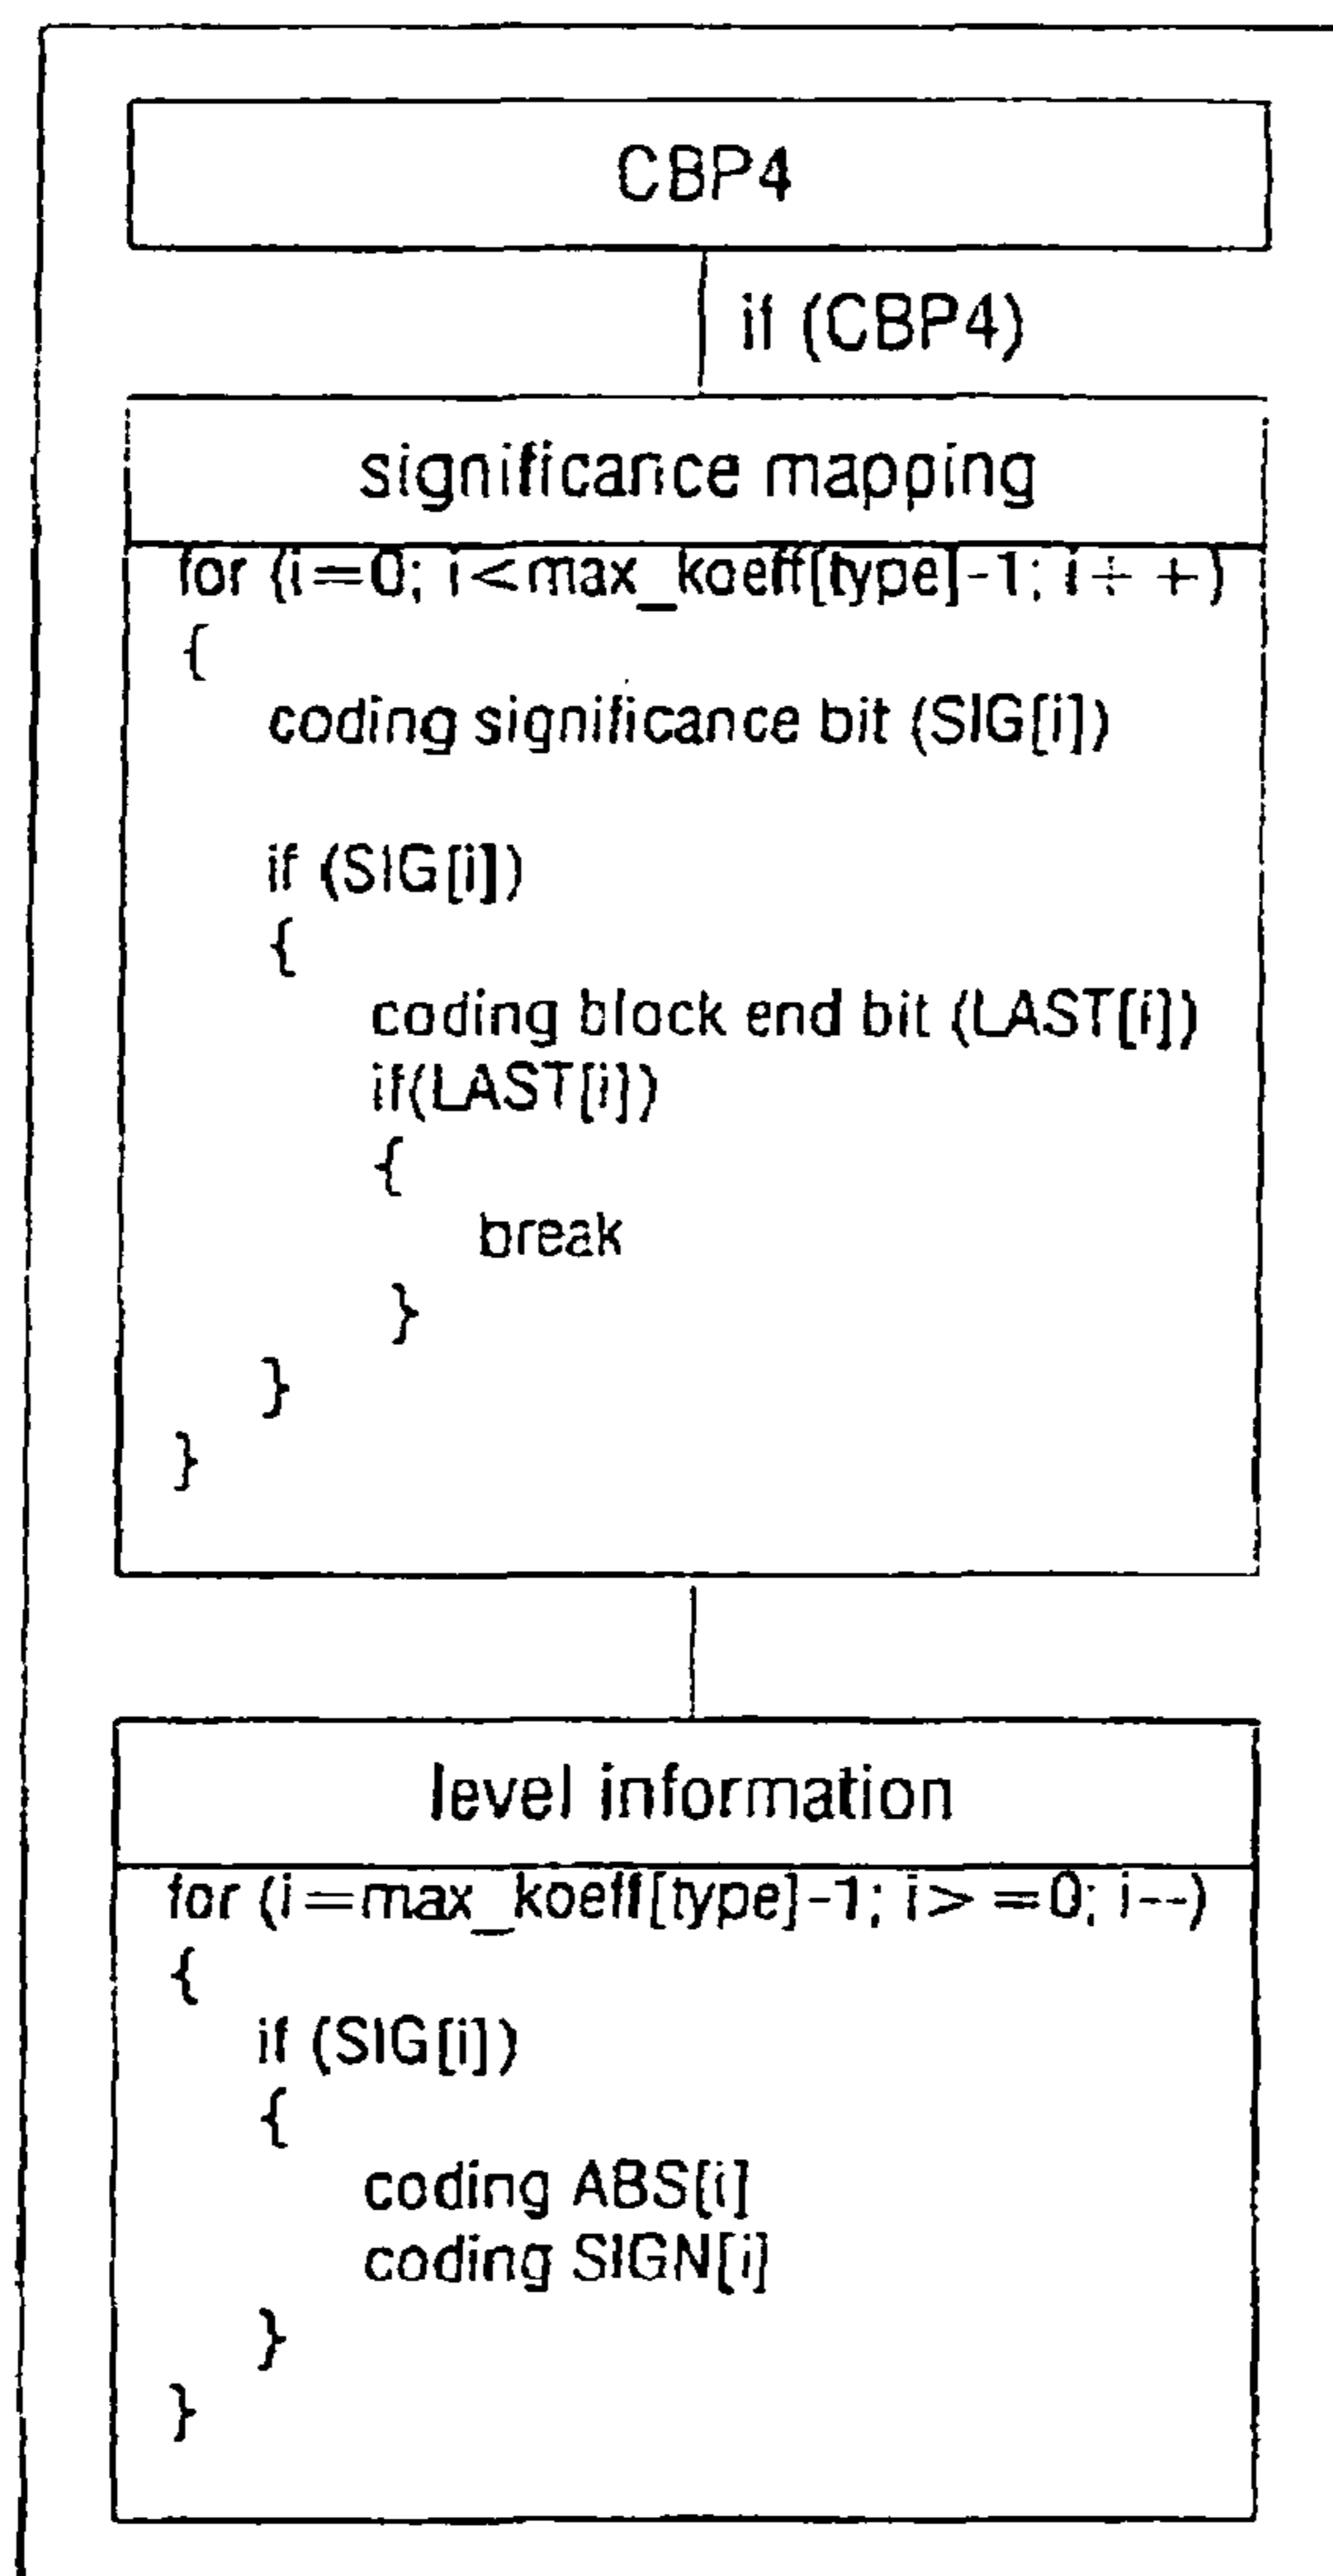 CBP4
if (CBP4)
significance mapping
for (i=0; i<max_koeff[type]-1; i++)
{
coding significance bit (SIG[i])
if (SIG[i])
{
coding block end bit (LAST[i])
if(LAST[i])
{
break
}
}
}
level information
for (i=max_koeff[type]-1; i>=0; i--)
{
if (SIG[i])
{
coding ABS[i]
coding SIGN[i]
}
}